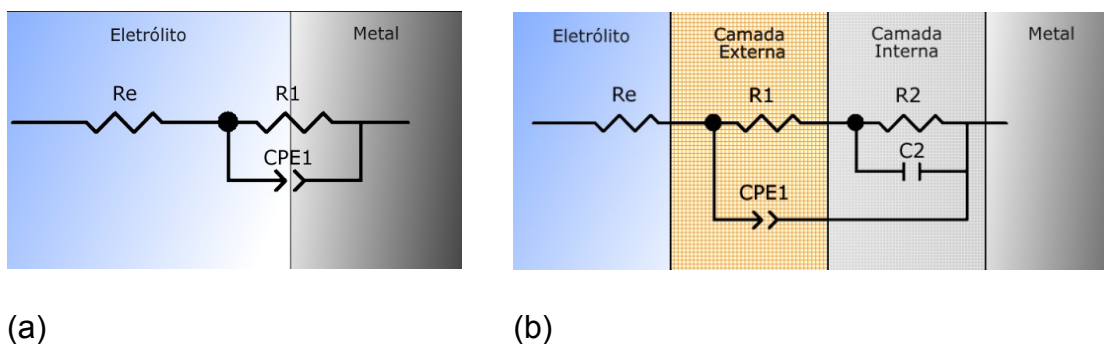 Eletrólito
Metal
Re
R1
CPE1
(a)
Eletrólito
Camada
Externa
Camada
Interna
Metal
Re
R1
R2
C2
CPE1
(b)